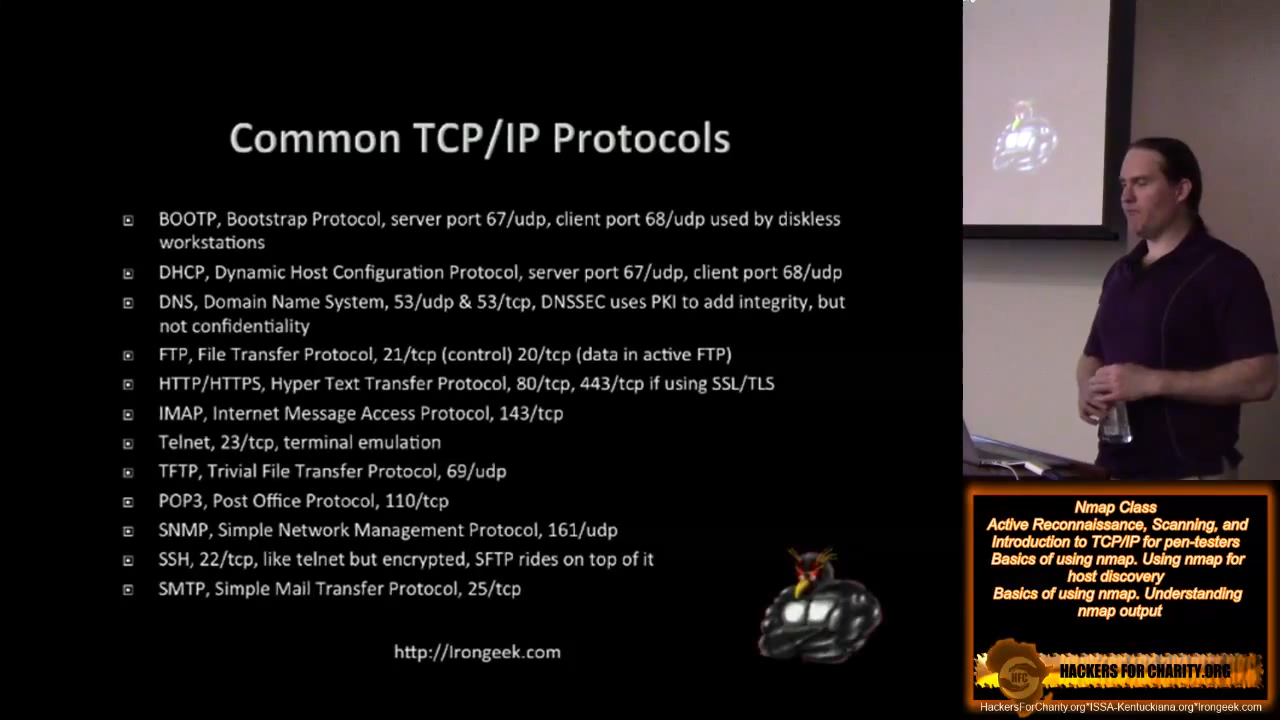 Common TCP/IP Protocols
BOOTP, Bootstrap Protocol, server port 67/udp, client port 68/udp used by diskless
workstations
DHCP, Dynamic Host Configuration Protocol, server port 67/udp, client port 68/udp
DNS, Domain Name System, 53/udp & 53/tcp, DNSSEC uses PKI to add integrity, but
not confidentiality
FTP, File Transfer Protocol, 21/tcp (control) 20/tcp (data in active FTP)
HTTP/HTTPS, Hyper Text Transfer Protocol, 80/tcp, 443/tcp if using SSL/TLS
IMAP, Internet Message Access Protocol, 143/tcp
Telnet, 23/tcp, terminal emulation
TFTP, Trivial File Transfer Protocol, 69/udp
POP3, Post Office Protocol, 110/tcp
SNMP, Simple Network Management Protocol, 161/udp
SSH, 22/tcp, like telnet but encrypted, SFTP rides on top of it
SMTP, Simple Mail Transfer Protocol, 25/tcp
http://Irongeek.com
Nmap Class
Active Reconnaissance, Scanning, and
Introduction to TCP/IP for pen-testers
Basics of using nmap. Using nmap for
host discovery
Basics of using nmap. Understanding
nmap output
HFC
HACKERS FOR CHARITY.ORG
HackersForCharity.org*ISSA-Kentuckiana.org*Irongeek.com